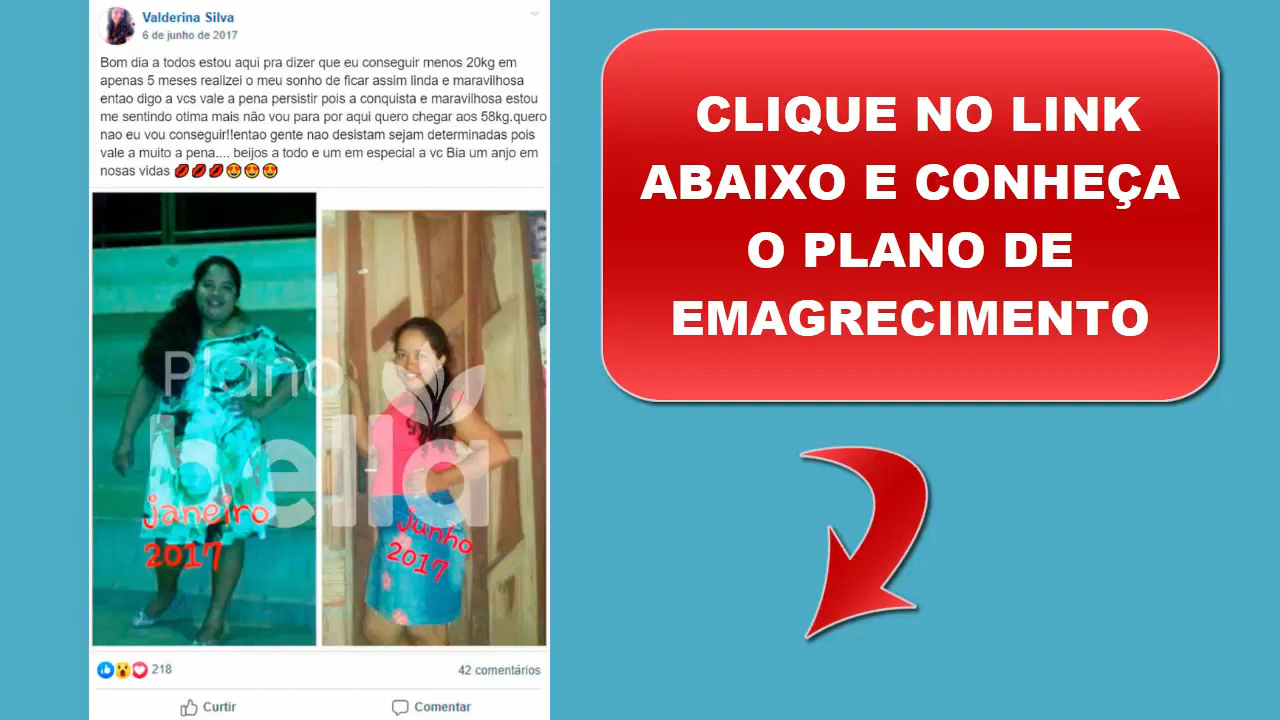 Valderina Silva
6 de junho de 2017
Bom dia a todos estou aqui pra dizer que eu conseguir menos 20kg em
apenas 5 meses realizei o meu sonho de ficar assim linda e maravilhosa
entao digo a vcs vale a pena persistir pois a conquista e maravilhosa estou
me sentindo otima mais não vou para por aqui quero chegar aos 58kg.quero
nao eu vou conseguir!!entao gente nao desistam sejam determinadas pois
vale a muito a pena.... beijos a todo e um em especial a vc Bia um anjo em
nosas vidas 💋💋💋😍😍😍
Plano
bella
janeiro
2017
junho
2017
218
42 comentários
Curtir
Comentar
CLIQUE NO LINK
ABAIXO E CONHEÇA
O PLANO DE
EMAGRECIMENTO